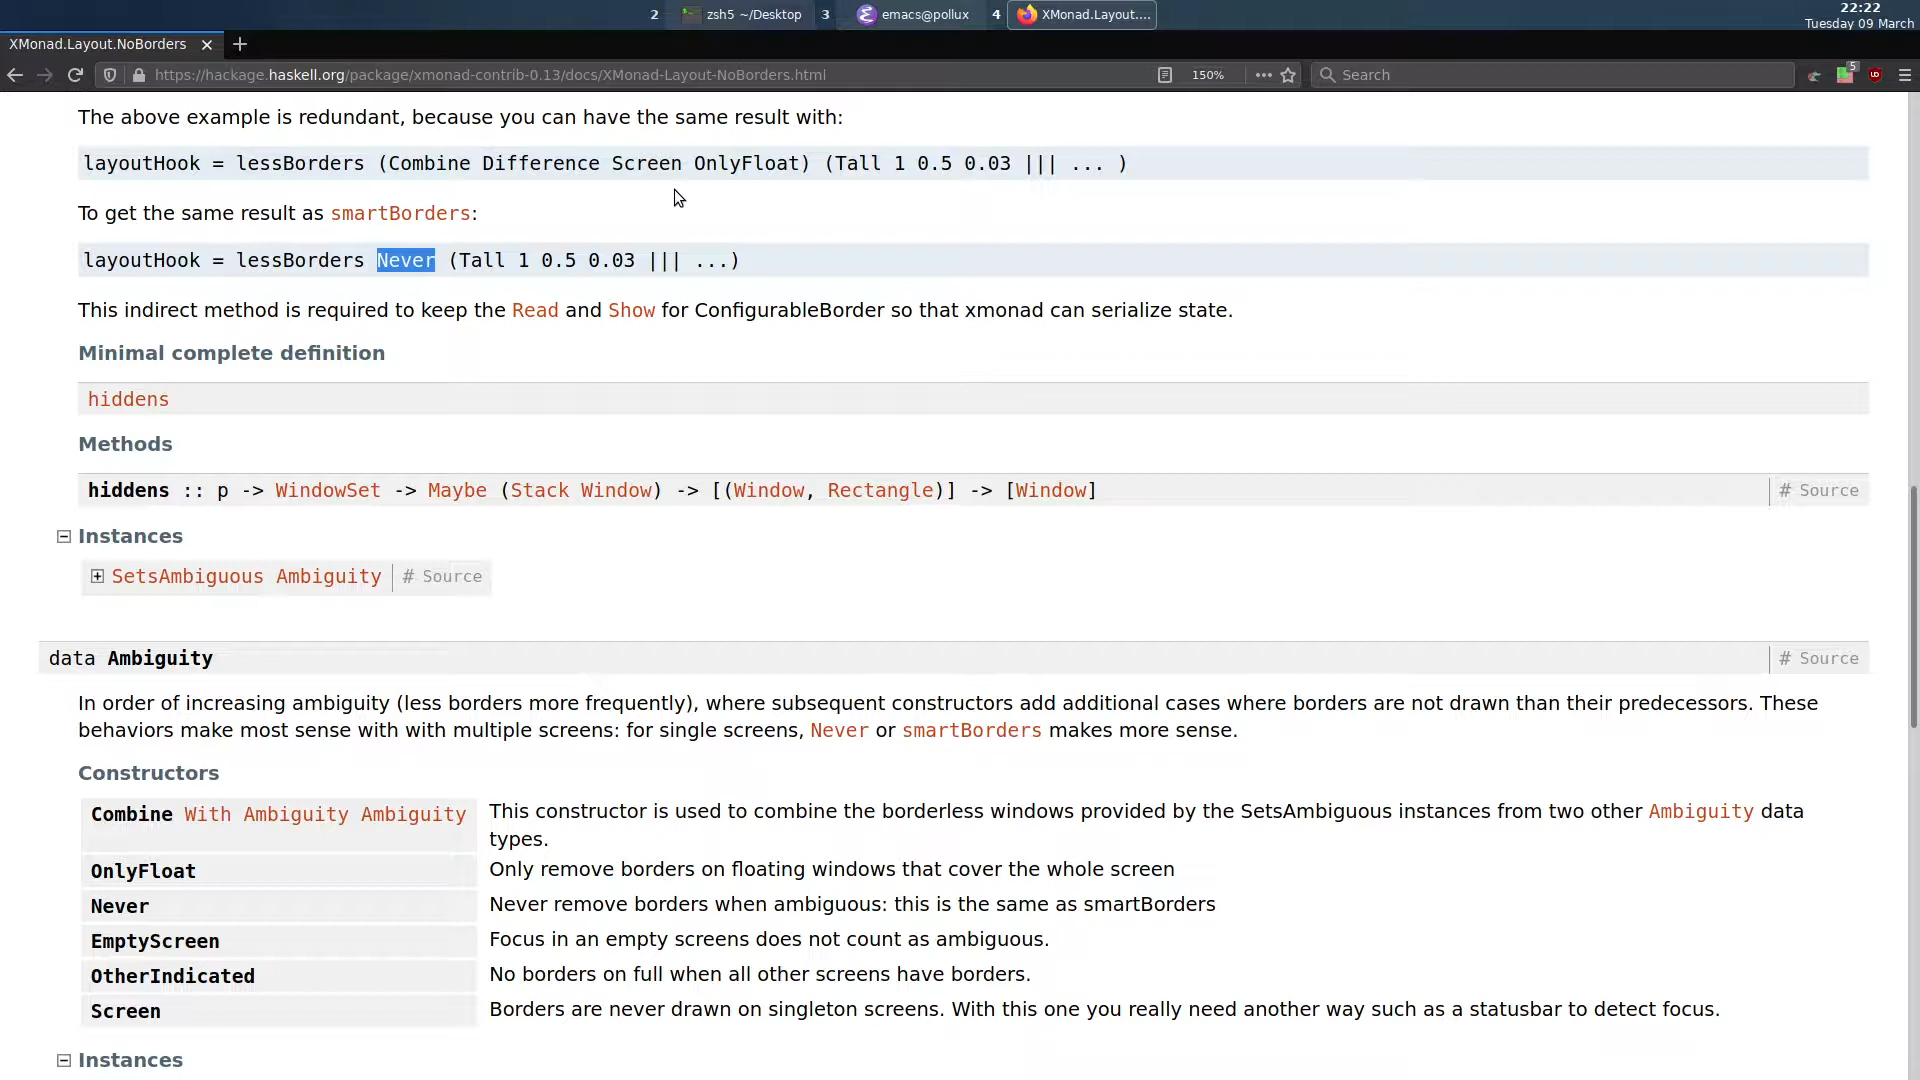 2 zsh5 ~/Desktop 3 emacs@pollux 4 XMonad.Layout.... 22:22
Tuesday 09 March
XMonad.Layout.NoBorders
https://hackage.haskell.org/package/xmonad-contrib-0.13/docs/XMonad-Layout-NoBorders.html 150% Search 5
The above example is redundant, because you can have the same result with:
layoutHook = lessBorders (Combine Difference Screen OnlyFloat) (Tall 1 0.5 0.03 ||| ... )
To get the same result as smartBorders:
layoutHook = lessBorders Never (Tall 1 0.5 0.03 ||| ...)
This indirect method is required to keep the Read and Show for ConfigurableBorder so that xmonad can serialize state.
Minimal complete definition
hiddens
Methods
hiddens :: p -> WindowSet -> Maybe (Stack Window) -> [(Window, Rectangle)] -> [Window] # Source
Instances
SetsAmbiguous Ambiguity # Source
data Ambiguity # Source
In order of increasing ambiguity (less borders more frequently), where subsequent constructors add additional cases where borders are not drawn than their predecessors. These
behaviors make most sense with with multiple screens: for single screens, Never or smartBorders makes more sense.
Constructors
Combine With Ambiguity Ambiguity This constructor is used to combine the borderless windows provided by the SetsAmbiguous instances from two other Ambiguity data
types.
OnlyFloat Only remove borders on floating windows that cover the whole screen
Never Never remove borders when ambiguous: this is the same as smartBorders
EmptyScreen Focus in an empty screens does not count as ambiguous.
OtherIndicated No borders on full when all other screens have borders.
Screen Borders are never drawn on singleton screens. With this one you really need another way such as a statusbar to detect focus.
Instances